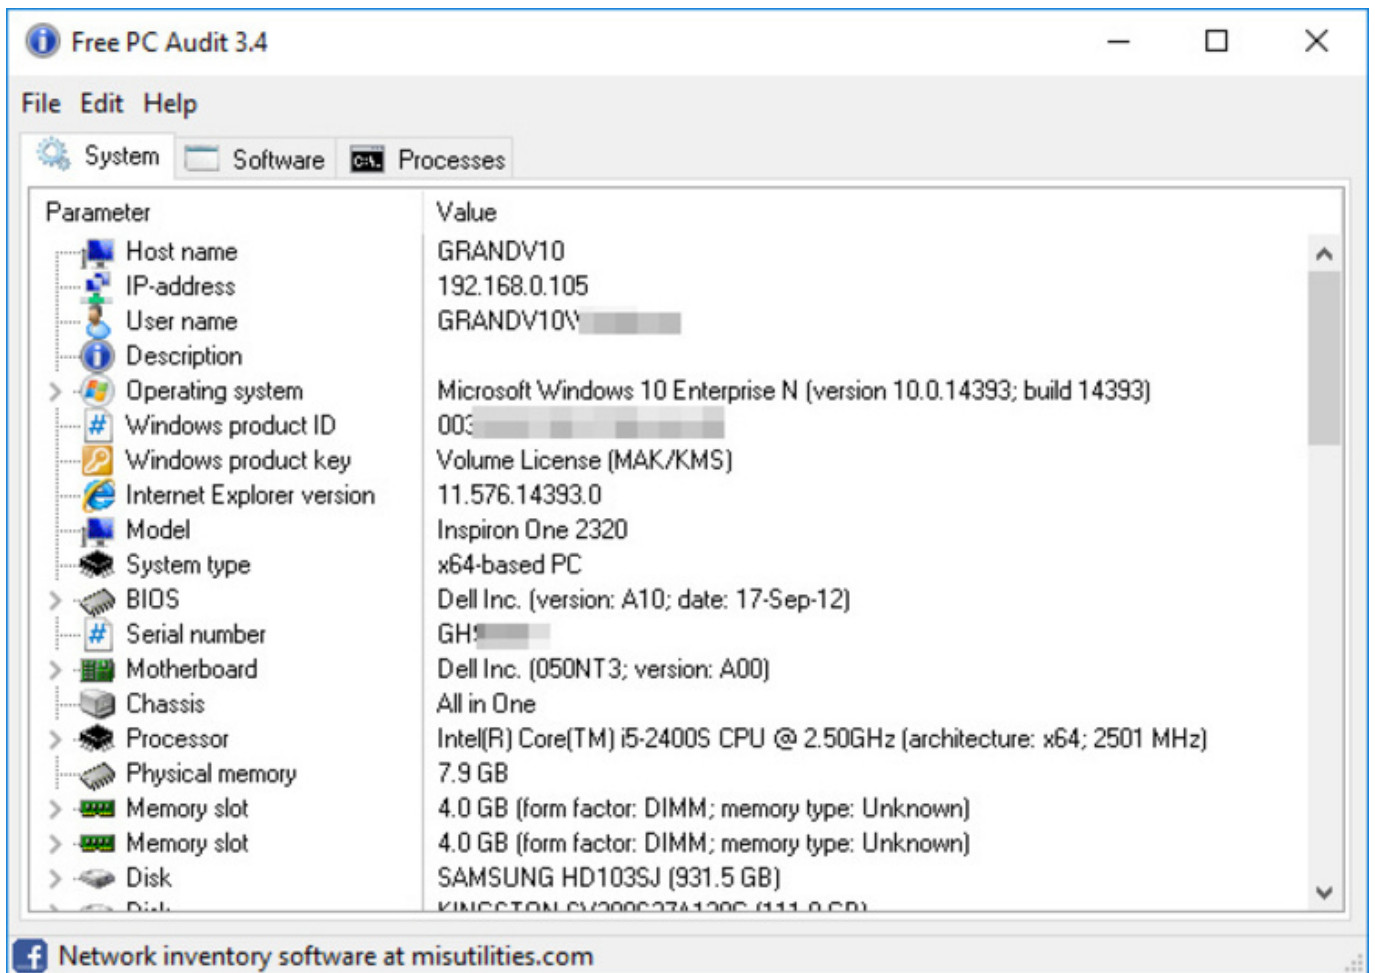 Free PC Audit 3.4
File Edit Help
System Software C:\. Processes
Parameter Value
Host name GRANDV10
IP-address 192.168.0.105
User name GRANDV10\
Description
Operating system Microsoft Windows 10 Enterprise N (version 10.0.14393; build 14393)
Windows product ID 003
Windows product key Volume License (MAK/KMS)
Internet Explorer version 11.576.14393.0
Model Inspiron One 2320
System type x64-based PC
BIOS Dell Inc. (version: A10; date: 17-Sep-12)
Serial number GH
Motherboard Dell Inc. (050NT3; version: A00)
Chassis All in One
Processor Intel(R) Core(TM) i5-2400S CPU @ 2.50GHz (architecture: x64; 2501 MHz)
Physical memory 7.9 GB
Memory slot 4.0 GB (form factor: DIMM; memory type: Unknown)
Memory slot 4.0 GB (form factor: DIMM; memory type: Unknown)
Disk SAMSUNG HD103SJ (931.5 GB)
Disk KINGSTON
Network inventory software at misutilities.com